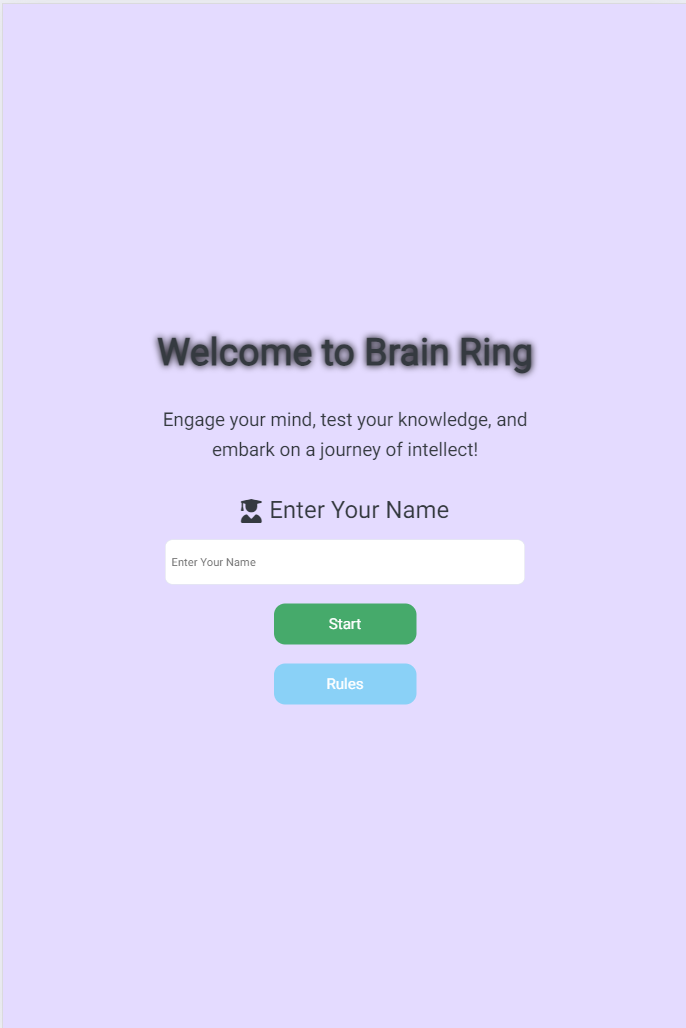 Welcome to Brain Ring
Engage your mind, test your knowledge, and
embark on a journey of intellect!
Enter Your Name
Enter Your Name
Start
Rules